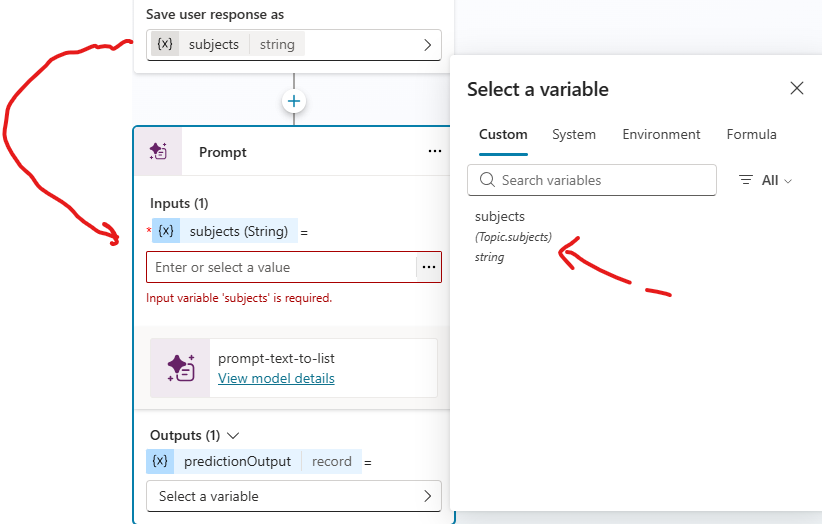 Save user response as
{x} subjects string
Prompt
Inputs (1)
* {x} subjects (String) =
Enter or select a value
Input variable 'subjects' is required.
prompt-text-to-list
View model details
Outputs (1)
{x} predictionOutput record =
Select a variable
Select a variable
Custom System Environment Formula
Search variables All
subjects
(Topic.subjects)
string